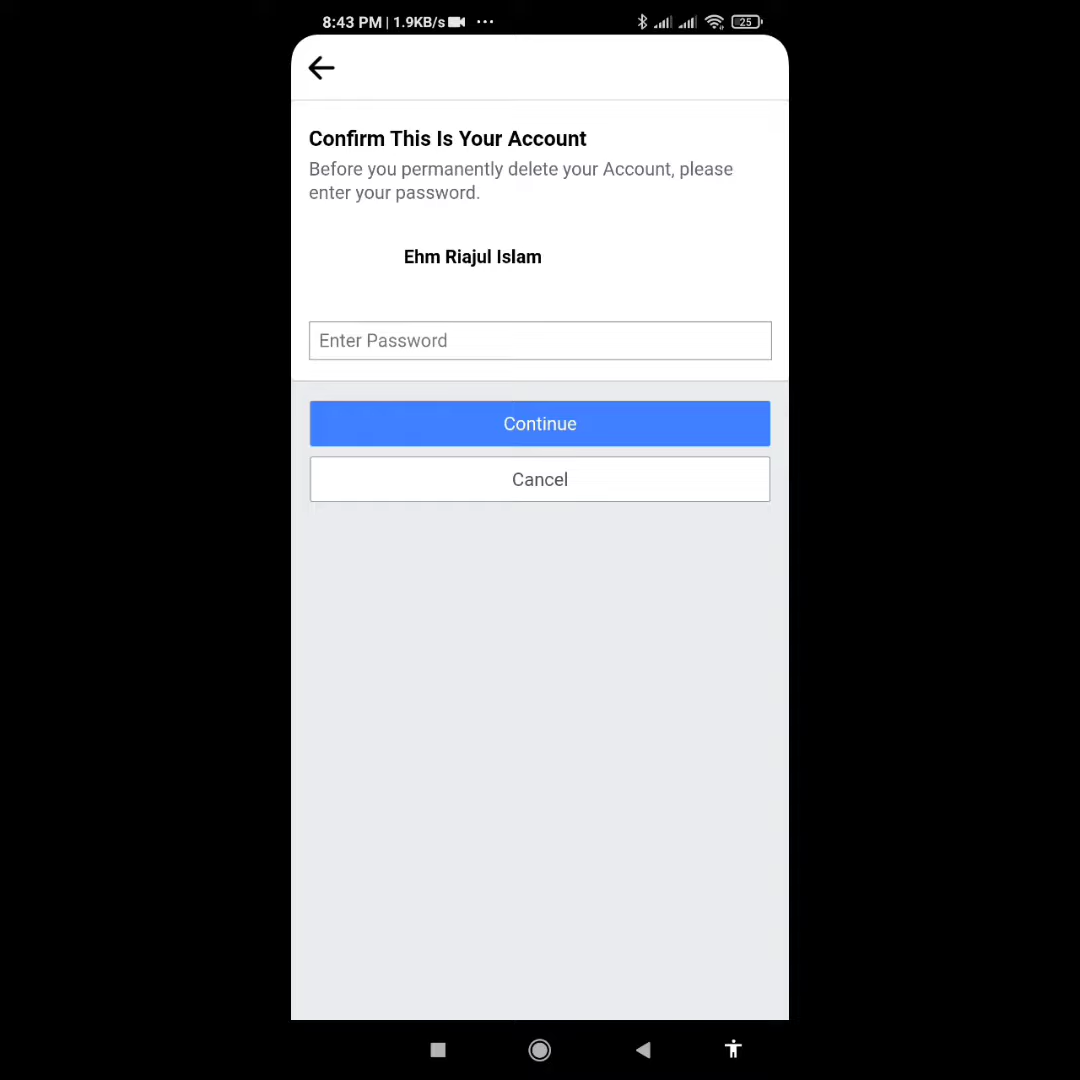 8:43 PM | 1.9KB/s ... 25
Confirm This Is Your Account
Before you permanently delete your Account, please
enter your password.
Ehm Riajul Islam
Enter Password
Continue
Cancel